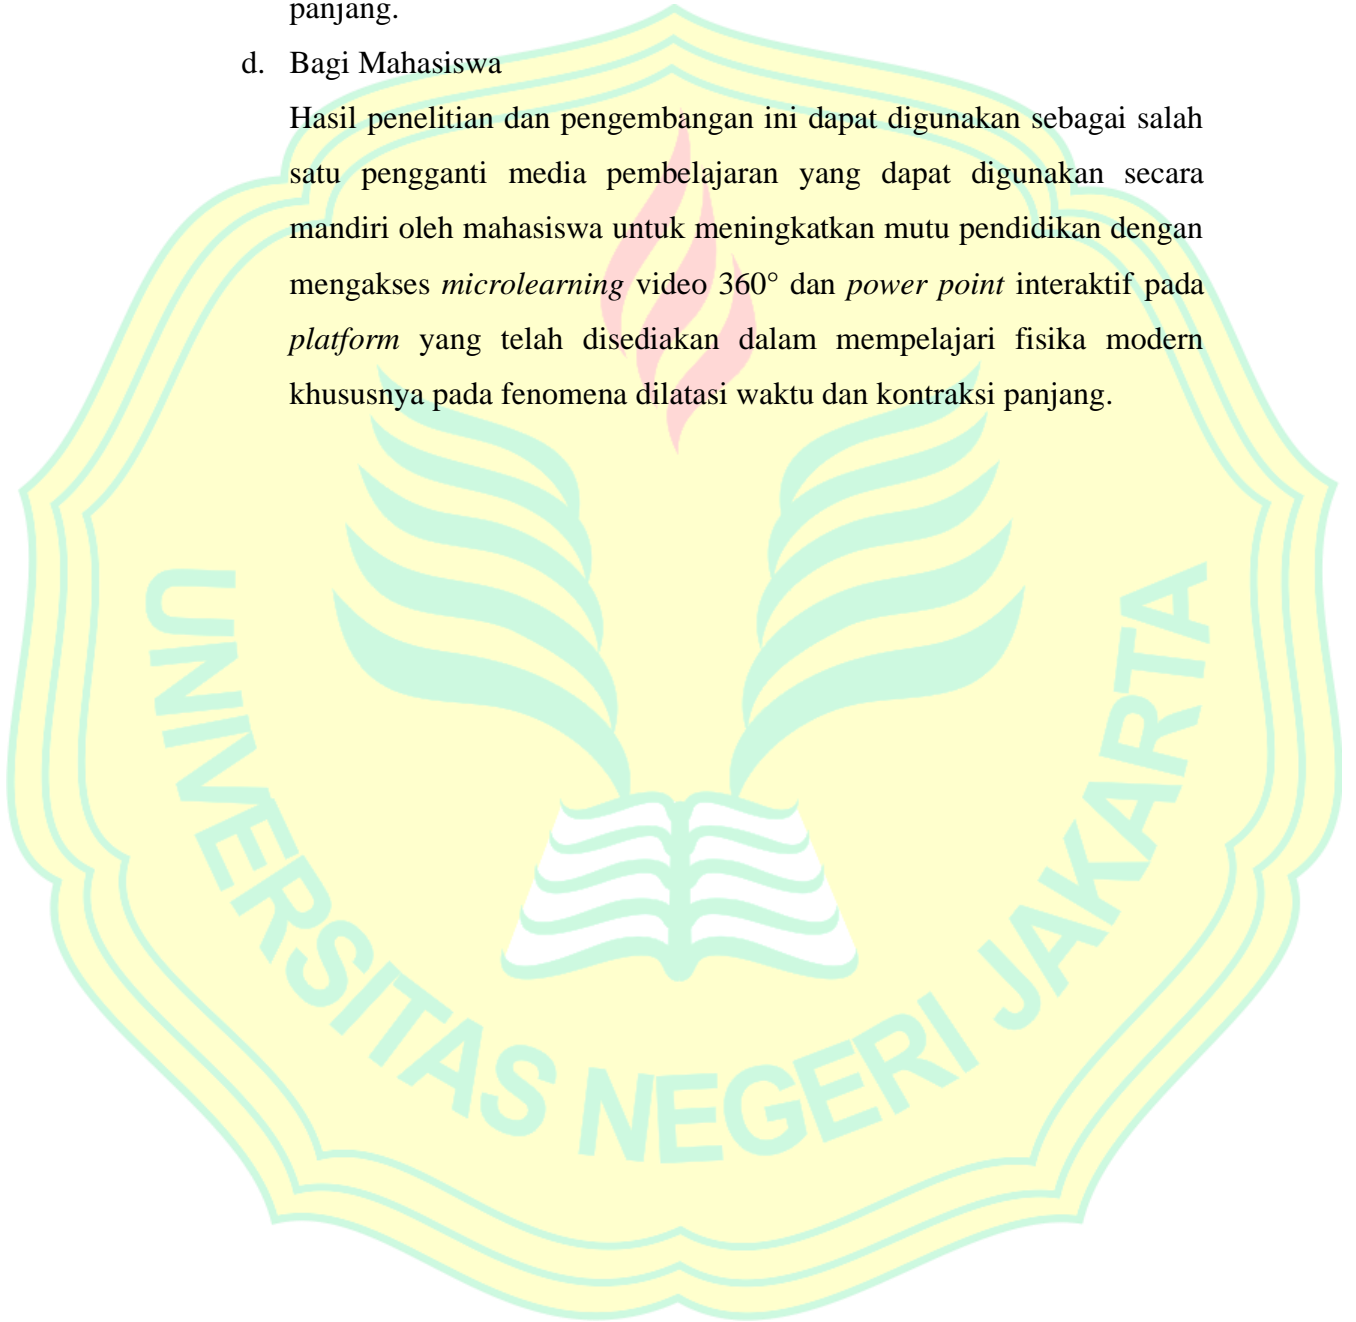 panjang.
d. Bagi Mahasiswa
Hasil penelitian dan pengembangan ini dapat digunakan sebagai salah
satu pengganti media pembelajaran yang dapat digunakan secara
mandiri oleh mahasiswa untuk meningkatkan mutu pendidikan dengan
mengakses microlearning video 360° dan power point interaktif pada
platform yang telah disediakan dalam mempelajari fisika modern
khususnya pada fenomena dilatasi waktu dan kontraksi panjang.
UNIVERSITAS NEGERI JAKARTA